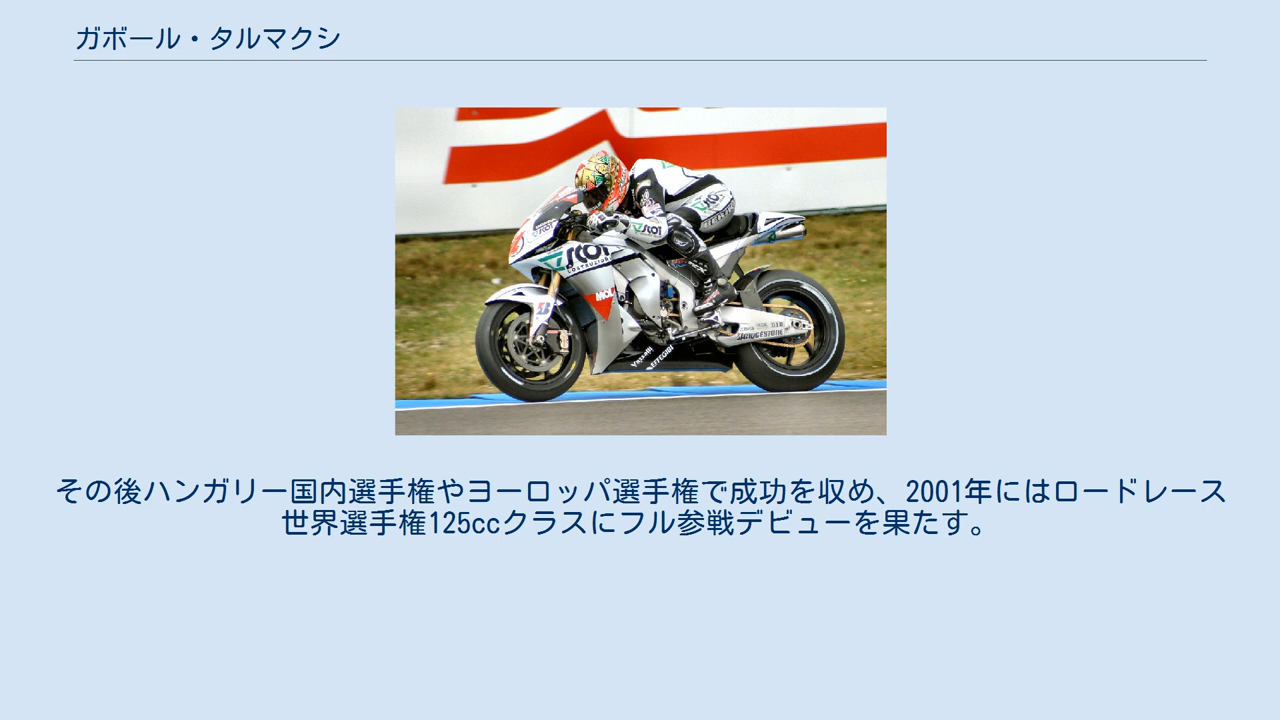 ガボール・タルマクシ
SCOT
SCOT
MOL
BRIDGESTONE
その後ハンガリー国内選手権やヨーロッパ選手権で成功を収め、2001年にはロードレース
世界選手権125ccクラスにフル参戦デビューを果たす。